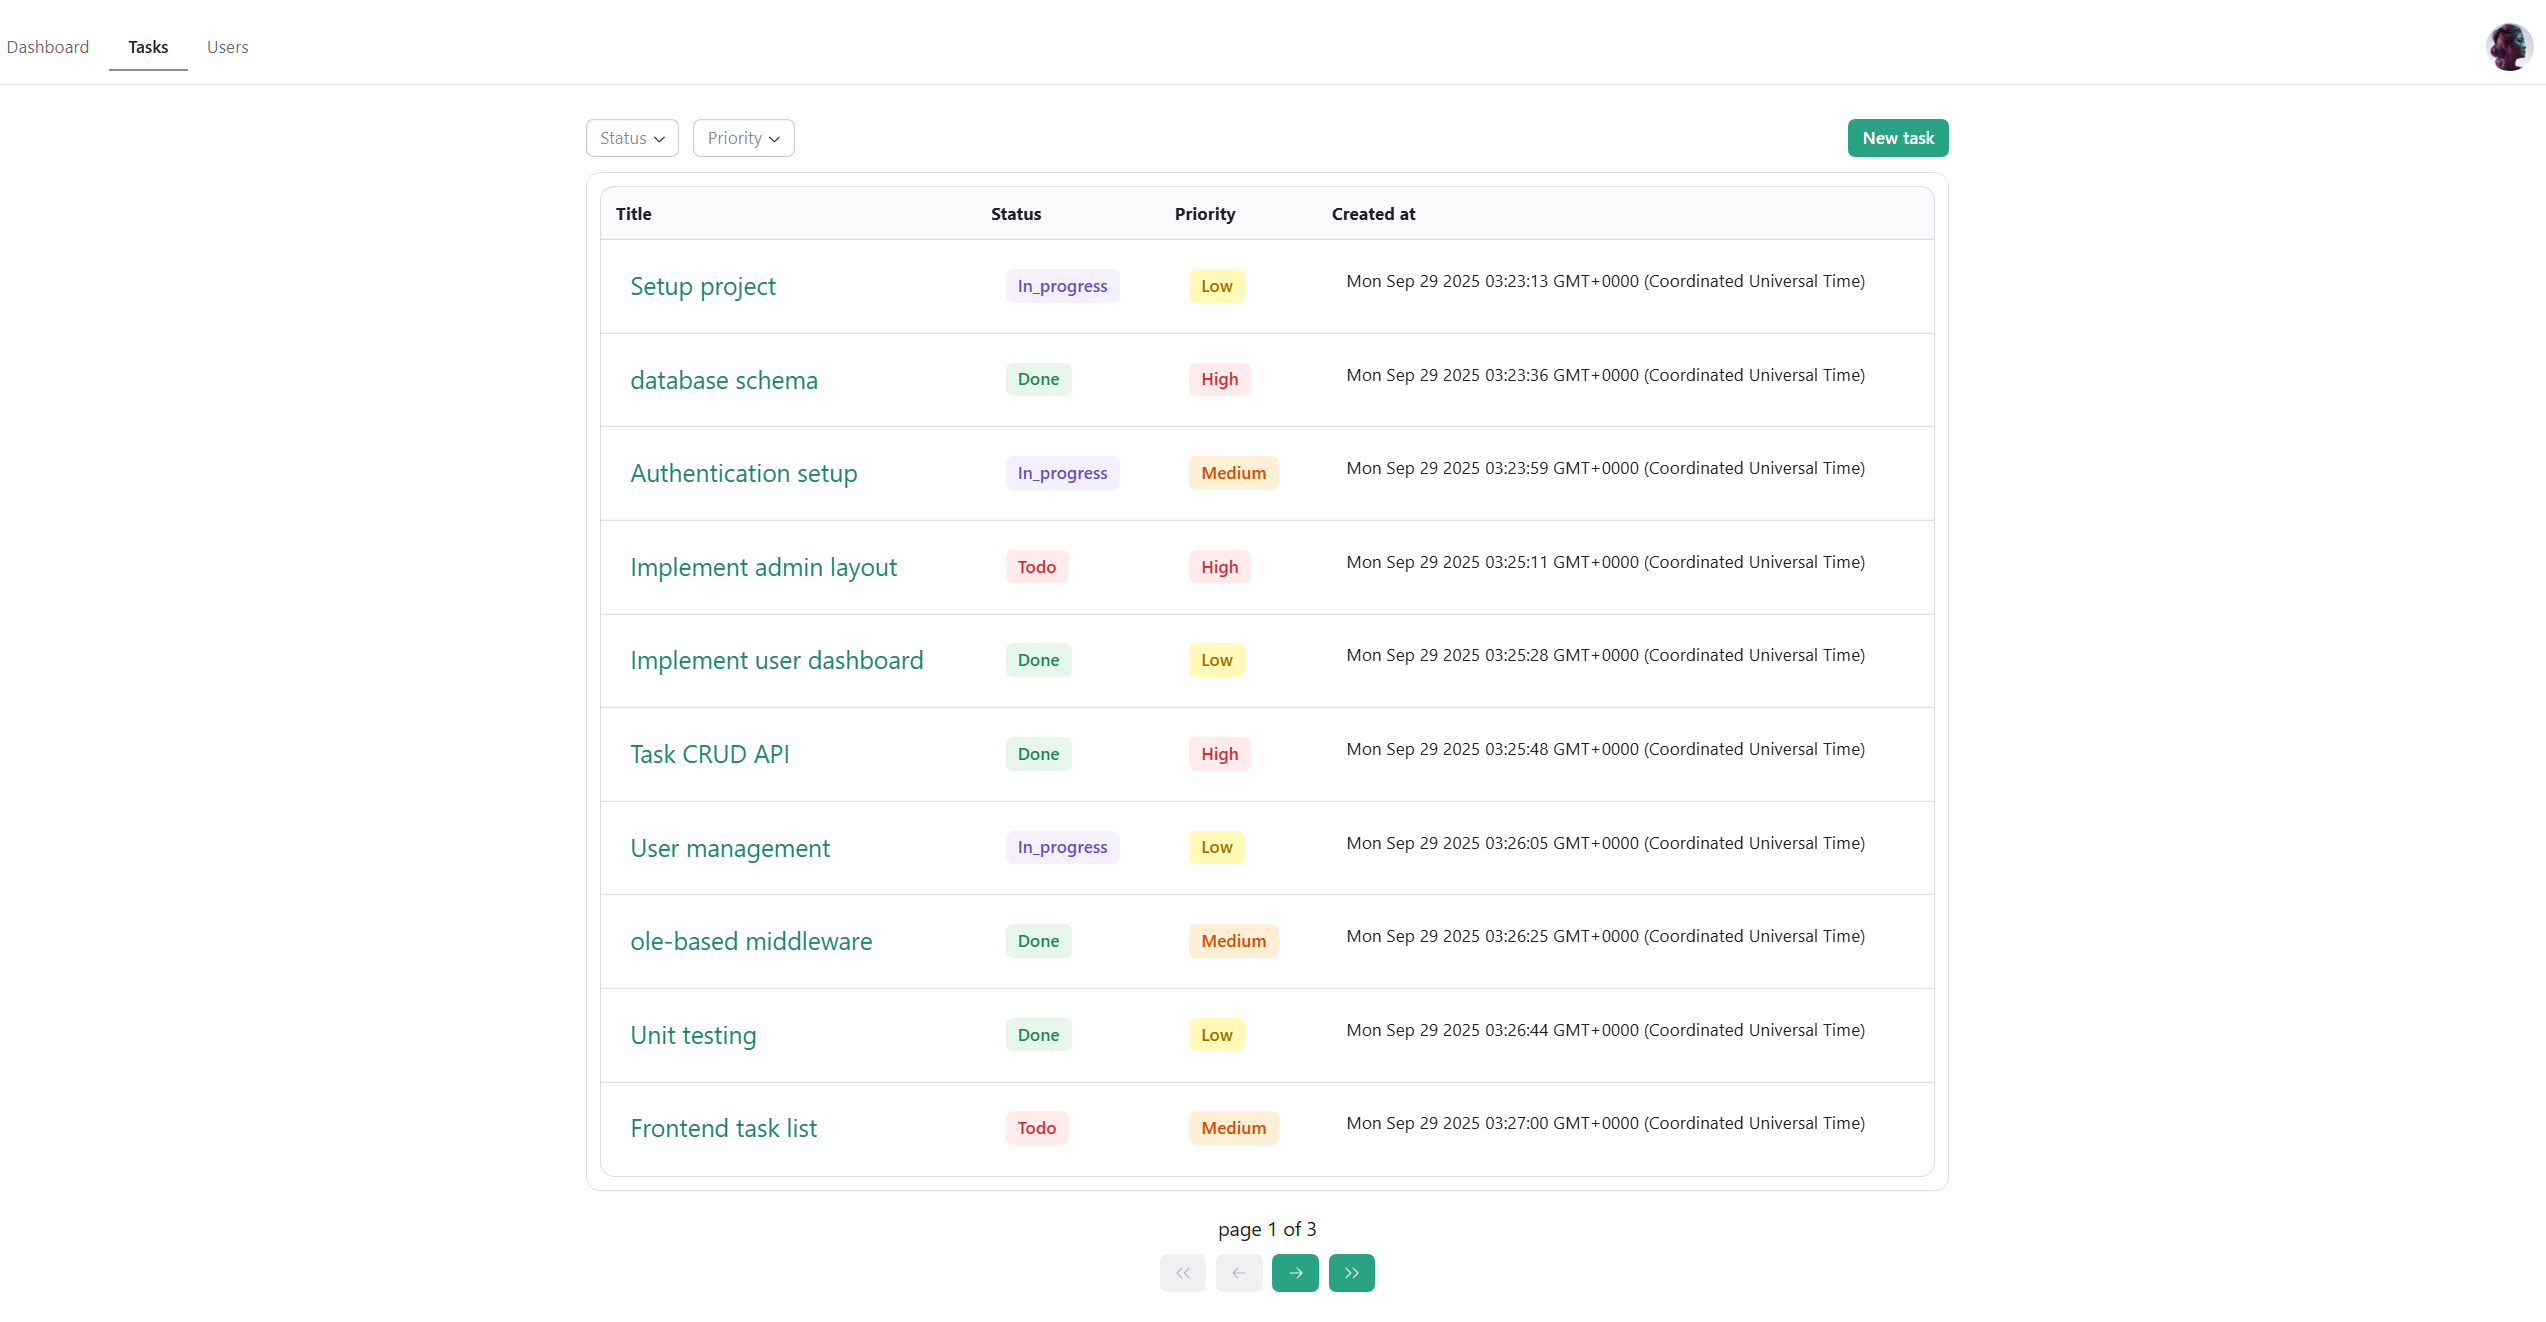 Dashboard Tasks Users
Status Priority New task
Title Status Priority Created at
Setup project In_progress Low Mon Sep 29 2025 03:23:13 GMT+0000 (Coordinated Universal Time)
database schema Done High Mon Sep 29 2025 03:23:36 GMT+0000 (Coordinated Universal Time)
Authentication setup In_progress Medium Mon Sep 29 2025 03:23:59 GMT+0000 (Coordinated Universal Time)
Implement admin layout Todo High Mon Sep 29 2025 03:25:11 GMT+0000 (Coordinated Universal Time)
Implement user dashboard Done Low Mon Sep 29 2025 03:25:28 GMT+0000 (Coordinated Universal Time)
Task CRUD API Done High Mon Sep 29 2025 03:25:48 GMT+0000 (Coordinated Universal Time)
User management In_progress Low Mon Sep 29 2025 03:26:05 GMT+0000 (Coordinated Universal Time)
ole-based middleware Done Medium Mon Sep 29 2025 03:26:25 GMT+0000 (Coordinated Universal Time)
Unit testing Done Low Mon Sep 29 2025 03:26:44 GMT+0000 (Coordinated Universal Time)
Frontend task list Todo Medium Mon Sep 29 2025 03:27:00 GMT+0000 (Coordinated Universal Time)
page 1 of 3